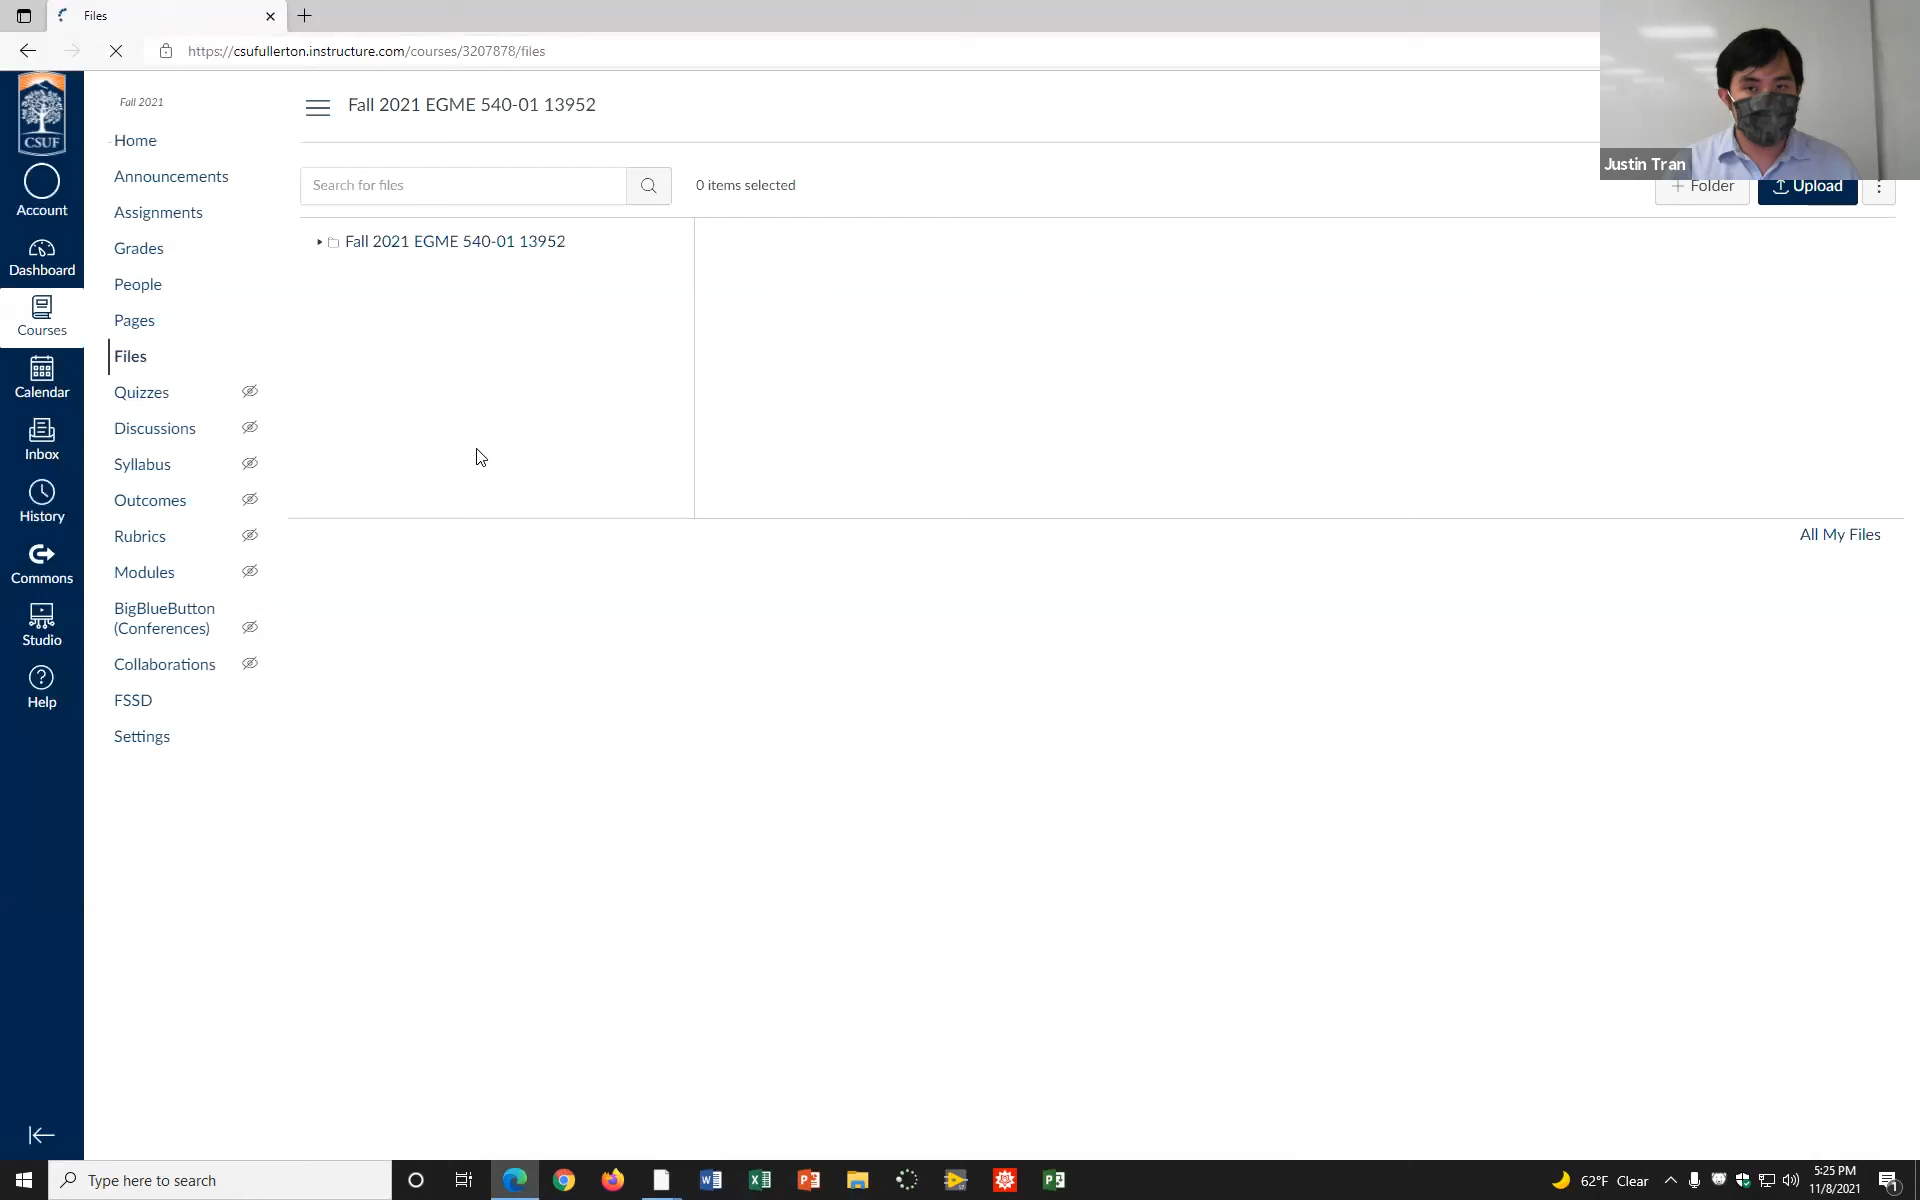 Files
https://csufullerton.instructure.com/courses/3207878/files
CSUF
Account
Dashboard
Courses
Calendar
Inbox
History
Commons
Studio
Help
Fall 2021
Home
Announcements
Assignments
Grades
People
Pages
Files
Quizzes
Discussions
Syllabus
Outcomes
Rubrics
Modules
BigBlueButton
(Conferences)
Collaborations
FSSD
Settings
Fall 2021 EGME 540-01 13952
Search for files
0 items selected
+ Folder
Upload
Fall 2021 EGME 540-01 13952
All My Files
Justin Tran
Type here to search
62°F Clear
5:25 PM
11/8/2021
1